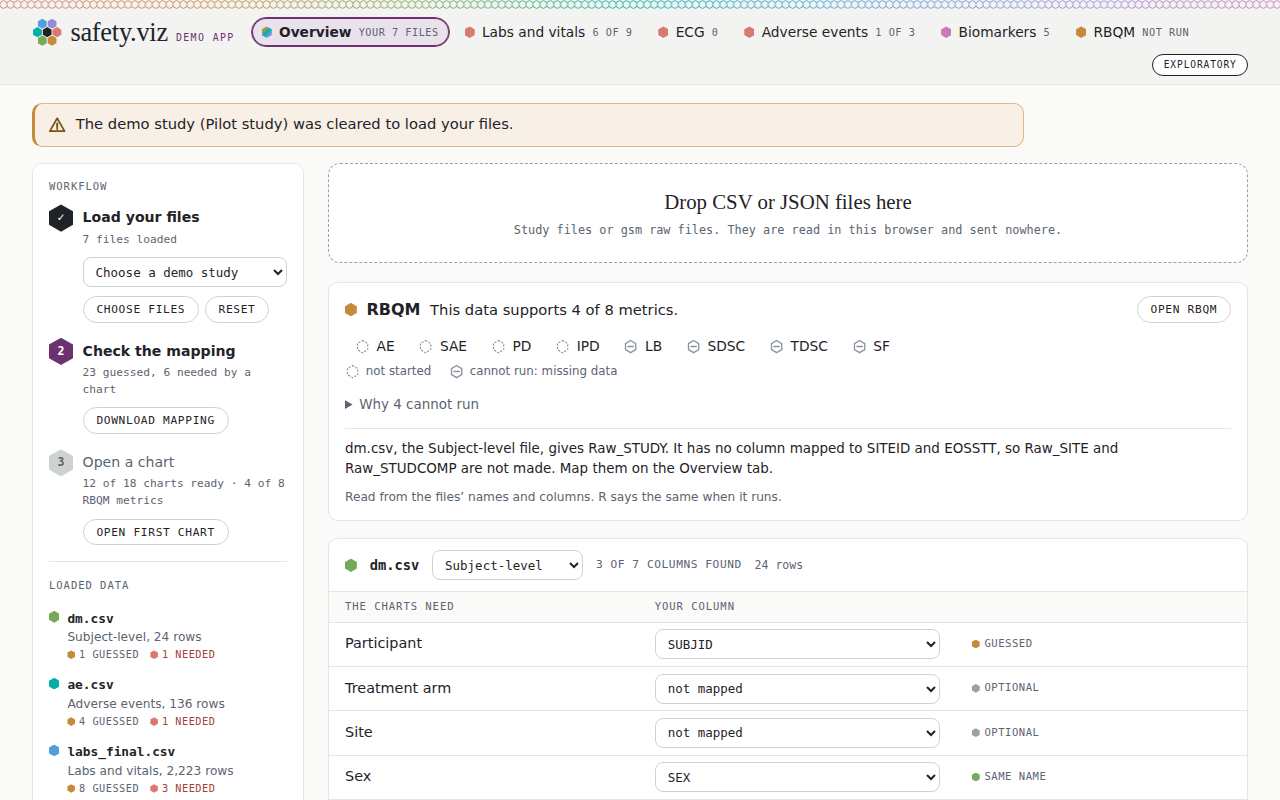 safety.viz DEMO APP
Overview YOUR 7 FILES
Labs and vitals 6 OF 9
ECG 0
Adverse events 1 OF 3
Biomarkers 5
RBQM NOT RUN
EXPLORATORY
The demo study (Pilot study) was cleared to load your files.
WORKFLOW
✓ Load your files
7 files loaded
Choose a demo study
CHOOSE FILES RESET
2 Check the mapping
23 guessed, 6 needed by a
chart
DOWNLOAD MAPPING
3 Open a chart
12 of 18 charts ready · 4 of 8
RBQM metrics
OPEN FIRST CHART
LOADED DATA
dm.csv
Subject-level, 24 rows
1 GUESSED 1 NEEDED
ae.csv
Adverse events, 136 rows
4 GUESSED 1 NEEDED
labs_final.csv
Labs and vitals, 2,223 rows
8 GUESSED 3 NEEDED
Drop CSV or JSON files here
Study files or gsm raw files. They are read in this browser and sent nowhere.
RBQM This data supports 4 of 8 metrics.
OPEN RBQM
AE SAE PD IPD LB SDSC TDSC SF
not started cannot run: missing data
Why 4 cannot run
dm.csv, the Subject-level file, gives Raw_STUDY. It has no column mapped to SITEID and EOSSTT, so Raw_SITE and
Raw_STUDCOMP are not made. Map them on the Overview tab.
Read from the files’ names and columns. R says the same when it runs.
dm.csv Subject-level 3 OF 7 COLUMNS FOUND 24 rows
THE CHARTS NEED YOUR COLUMN
Participant SUBJID GUESSED
Treatment arm not mapped OPTIONAL
Site not mapped OPTIONAL
Sex SEX SAME NAME